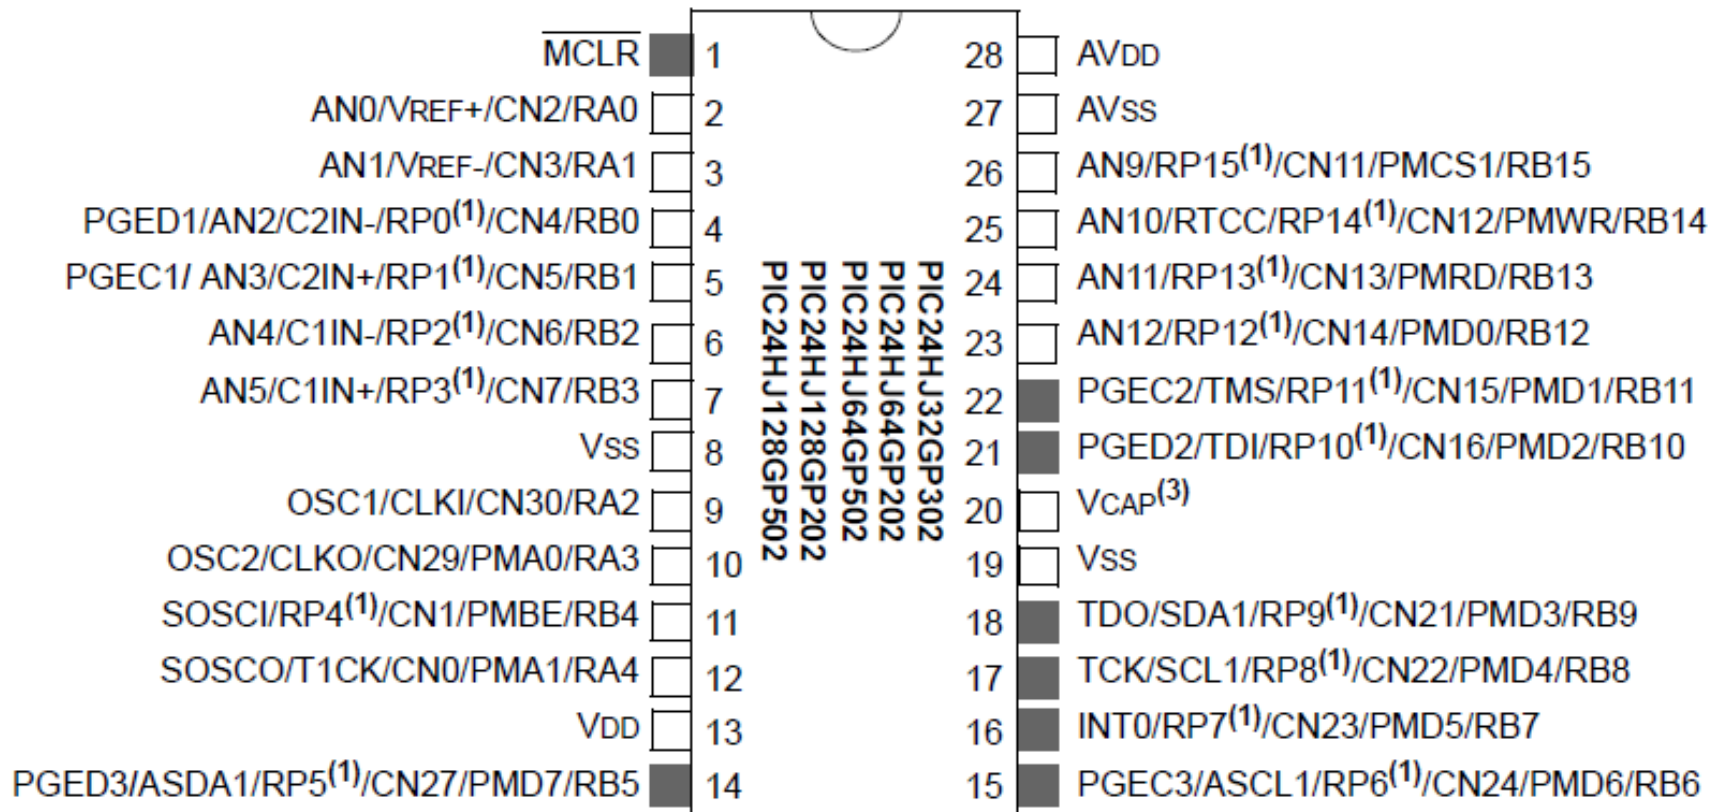 MCLR 1
AN0/VREF+/CN2/RA0 2
AN1/VREF-/CN3/RA1 3
PGED1/AN2/C2IN-/RP0(1)/CN4/RB0 4
PGEC1/ AN3/C2IN+/RP1(1)/CN5/RB1 5
AN4/C1IN-/RP2(1)/CN6/RB2 6
AN5/C1IN+/RP3(1)/CN7/RB3 7
VSS 8
OSC1/CLKI/CN30/RA2 9
OSC2/CLKO/CN29/PMA0/RA3 10
SOSCI/RP4(1)/CN1/PMBE/RB4 11
SOSCO/T1CK/CN0/PMA1/RA4 12
VDD 13
PGED3/ASDA1/RP5(1)/CN27/PMD7/RB5 14
PIC24HJ32GP302
PIC24HJ64GP202
PIC24HJ64GP502
PIC24HJ128GP202
PIC24HJ128GP502
28 AVDD
27 AVSS
26 AN9/RP15(1)/CN11/PMCS1/RB15
25 AN10/RTCC/RP14(1)/CN12/PMWR/RB14
24 AN11/RP13(1)/CN13/PMRD/RB13
23 AN12/RP12(1)/CN14/PMD0/RB12
22 PGEC2/TMS/RP11(1)/CN15/PMD1/RB11
21 PGED2/TDI/RP10(1)/CN16/PMD2/RB10
20 VCAP(3)
19 VSS
18 TDO/SDA1/RP9(1)/CN21/PMD3/RB9
17 TCK/SCL1/RP8(1)/CN22/PMD4/RB8
16 INT0/RP7(1)/CN23/PMD5/RB7
15 PGEC3/ASCL1/RP6(1)/CN24/PMD6/RB6